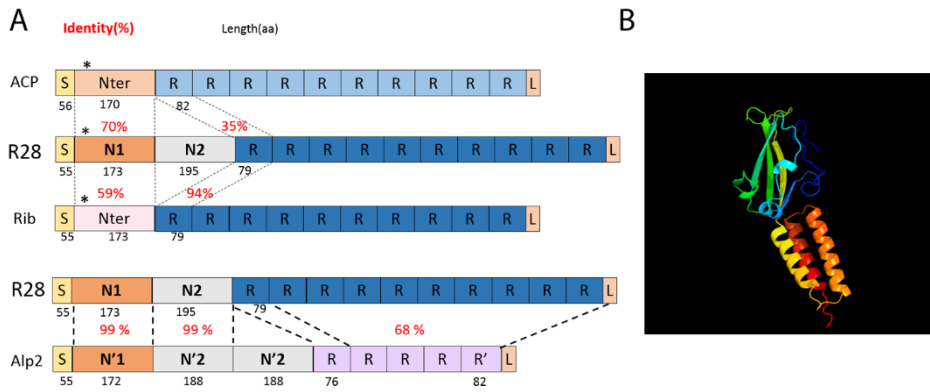 A
Identity(%) Length(aa)
B
*
ACP S Nter R R R R R R R R R R L
56 170 82
70% 35%
*
R28 S N1 N2 R R R R R R R R R R L
55 173 195 79
59% 94%
*
Rib S Nter R R R R R R R R R R L
55 173 79
R28 S N1 N2 R R R R R R R R R R L
55 173 195 79
99 % 99 % 68 %
Alp2 S N'1 N'2 N'2 R R R R R' L
55 172 188 188 76 82